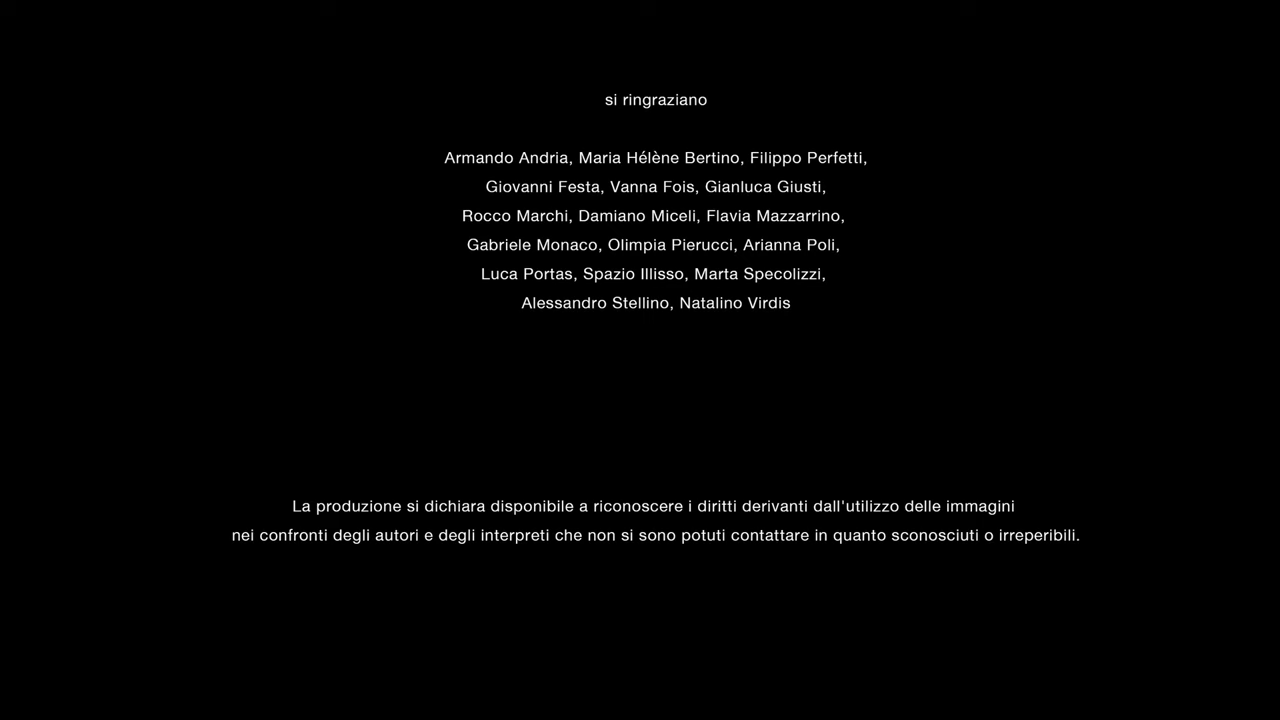 si ringraziano
Armando Andria, Maria Hélène Bertino, Filippo Perfetti,
Giovanni Festa, Vanna Fois, Gianluca Giusti,
Rocco Marchi, Damiano Miceli, Flavia Mazzarrino,
Gabriele Monaco, Olimpia Pierucci, Arianna Poli,
Luca Portas, Spazio Illisso, Marta Specolizzi,
Alessandro Stellino, Natalino Virdis
La produzione si dichiara disponibile a riconoscere i diritti derivanti dall'utilizzo delle immagini
nei confronti degli autori e degli interpreti che non si sono potuti contattare in quanto sconosciuti o irreperibili.